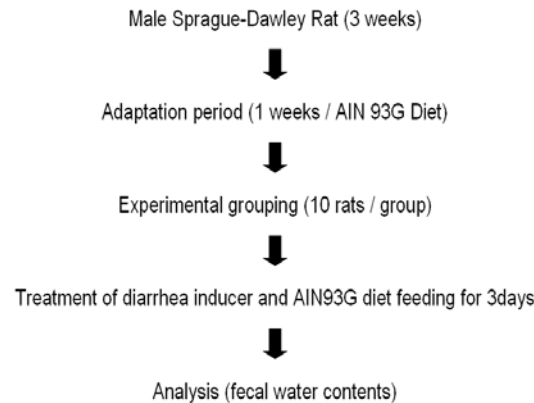 Male Sprague-Dawley Rat (3 weeks)
Adaptation period (1 weeks / AIN 93G Diet)
Experimental grouping (10 rats / group)
Treatment of diarrhea inducer and AIN93G diet feeding for 3days
Analysis (fecal water contents)